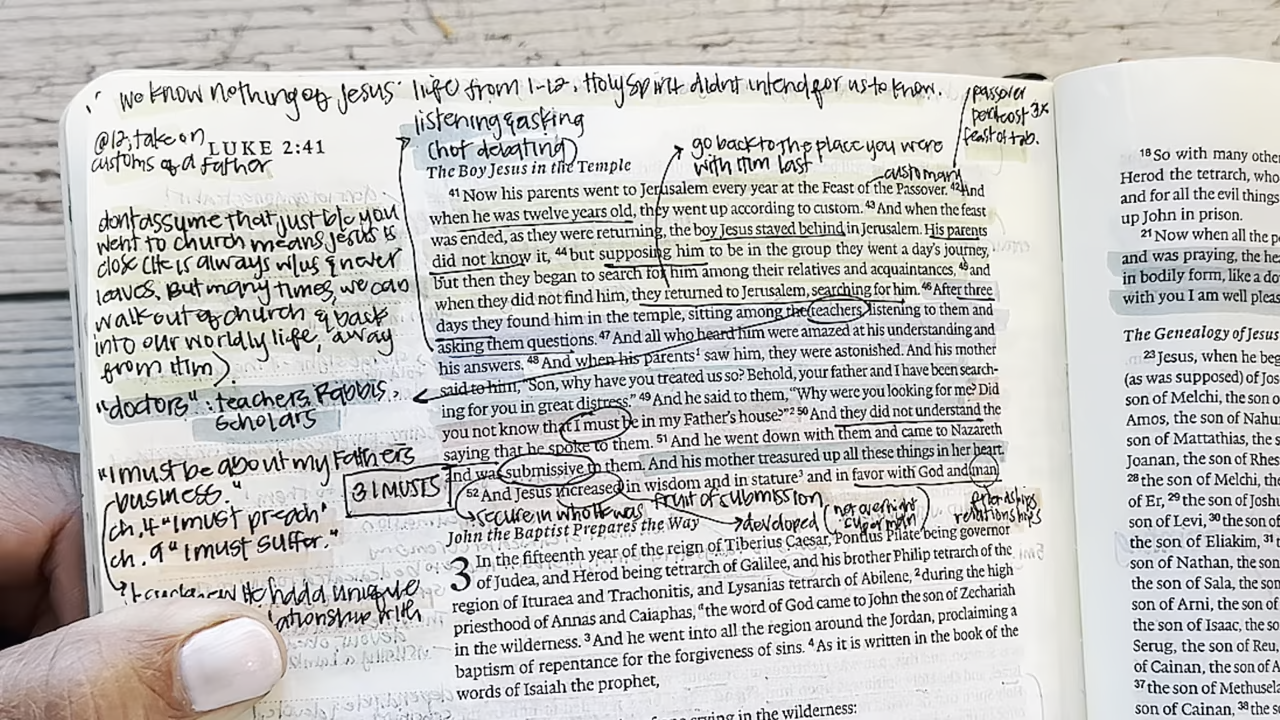 we know nothing of Jesus' life from 1-12. Holy Spirit didnt intend for us to know.
passover
pentecost 3x
feast of tab.
@12, take on
customs of a father
LUKE 2:41
listening & asking
(not debating)
go back to the place you were
with Him last
customary
The Boy Jesus in the Temple
41 Now his parents went to Jerusalem every year at the Feast of the Passover. 42 And
when he was twelve years old, they went up according to custom. 43 And when the feast
was ended, as they were returning, the boy Jesus stayed behind in Jerusalem. His parents
did not know it, 44 but supposing him to be in the group they went a day's journey,
but then they began to search for him among their relatives and acquaintances, 45 and
when they did not find him, they returned to Jerusalem, searching for him. 46 After three
days they found him in the temple, sitting among the teachers, listening to them and
asking them questions. 47 And all who heard him were amazed at his understanding and
his answers. 48 And when his parents1 saw him, they were astonished. And his mother
said to him, "Son, why have you treated us so? Behold, your father and I have been search-
ing for you in great distress." 49 And he said to them, "Why were you looking for me? Did
you not know that I must be in my Father's house?"2 50 And they did not understand the
saying that he spoke to them. 51 And he went down with them and came to Nazareth
and was submissive to them. And his mother treasured up all these things in her heart.
52 And Jesus increased in wisdom and in stature3 and in favor with God and man.
dont assume that just b/c you
went to church means Jesus is
close (He is always w/us & never
leaves. But many times, we can
walk out of church & back
into our worldly life, away
from Him).
"doctors": teachers, Rabbis,
scholars
"I must be about my Fathers
business."
ch. 4 "I must preach"
ch. 9 "I must suffer."
3 I MUSTS
had a unique
relationship with
secure in who He was
fruit of submission
developed (not overnight
superman)
friendships
relationships
John the Baptist Prepares the Way
3 In the fifteenth year of the reign of Tiberius Caesar, Pontius Pilate being governor
of Judea, and Herod being tetrarch of Galilee, and his brother Philip tetrarch of the
region of Ituraea and Trachonitis, and Lysanias tetrarch of Abilene, 2 during the high
priesthood of Annas and Caiaphas, the word of God came to John the son of Zechariah
in the wilderness. 3 And he went into all the region around the Jordan, proclaiming a
baptism of repentance for the forgiveness of sins. 4 As it is written in the book of the
words of Isaiah the prophet,
crying in the wilderness:
18 So with many othe
Herod the tetrarch, who
and for all the evil things
up John in prison.
21 Now when all the pe
and was praying, the he
in bodily form, like a do
with you I am well pleas
The Genealogy of Jesus
23 Jesus, when he beg
(as was supposed) of Jos
son of Melchi, the son o
Amos, the son of Nahu
son of Mattathias, the
Joanan, the son of Rhes
28 the son of Melchi, the
of Er, 29 the son of Josh
son of Levi, 30 the son o
the son of Eliakim, 31 t
son of Nathan, the son
the son of Sala, the son
son of Arni, the son of
the son of Isaac, the so
Serug, the son of Reu,
of Cainan, the son of A
37 the son of Methusela
son of Cainan, 38 the s